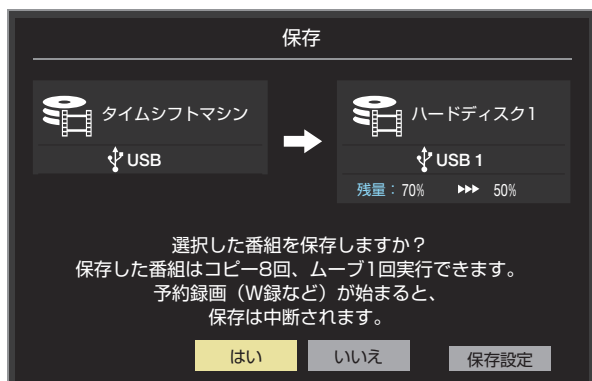 保存
タイムシフトマシン
USB
ハードディスク1
USB 1
残量：70% ▸▸▸ 50%
選択した番組を保存しますか？
保存した番組はコピー8回、ムーブ1回実行できます。
予約録画（W録など）が始まると、
保存は中断されます。
はい いいえ 保存設定